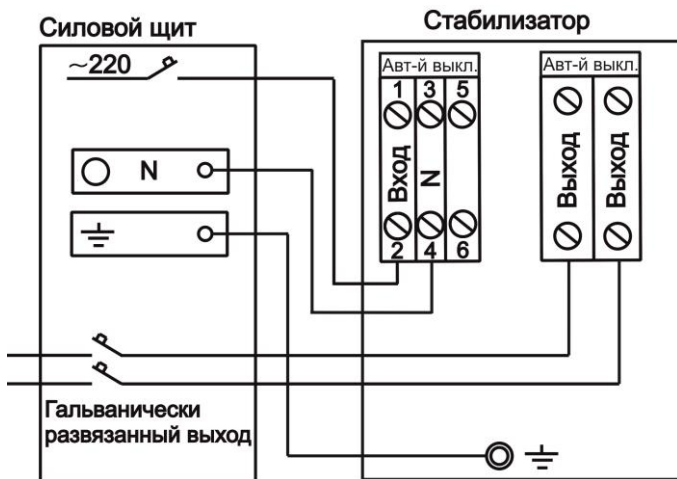 Силовой щит
Стабилизатор
~220
Авт-й выкл.
Авт-й выкл.
1 3 5
Вход
N
Выход
Выход
N
2 4 6
Гальванически
развязанный выход